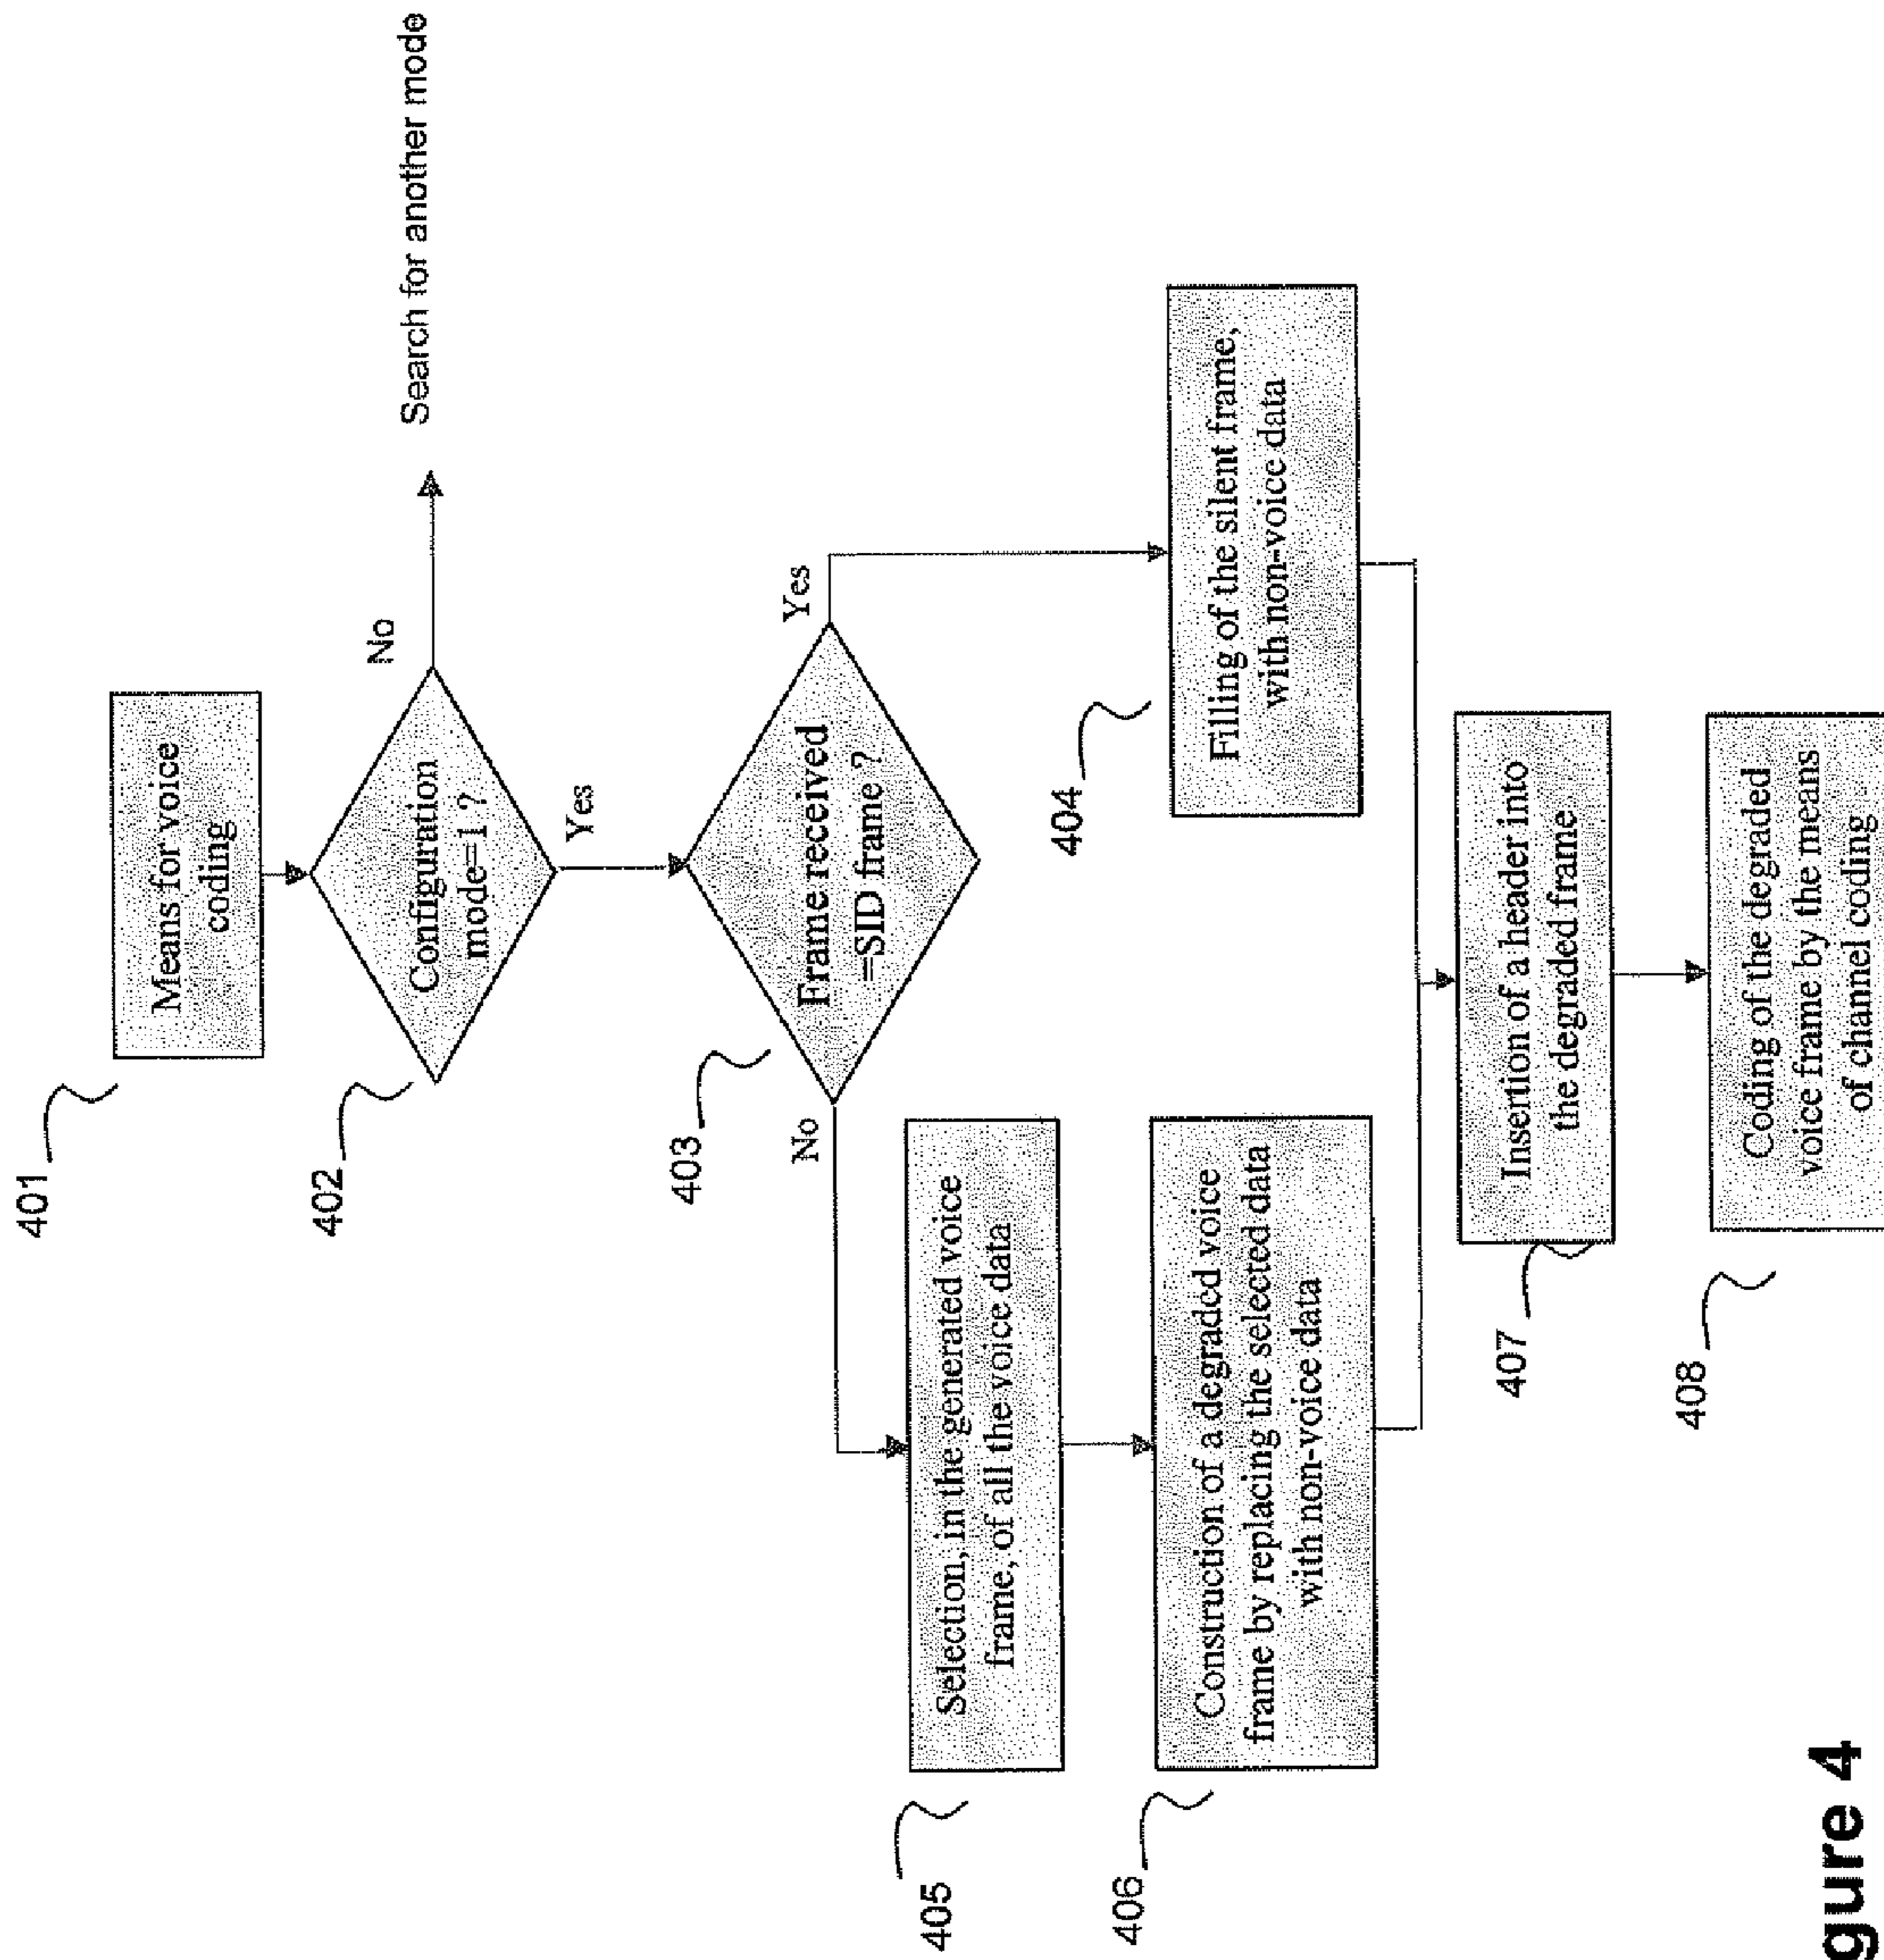 401
Means for voice
coding
402
Configuration
mode=1 ?
No
Search for another mode
Yes
403
Frame received
=SID frame ?
No
Yes
405
Selection, in the generated voice
frame, of all the voice data
404
Filling of the silent frame,
with non-voice data
406
Construction of a degraded voice
frame by replacing the selected data
with non-voice data
407
Insertion of a header into
the degraded frame
408
Coding of the degraded
voice frame by the means
of channel coding
gure 4